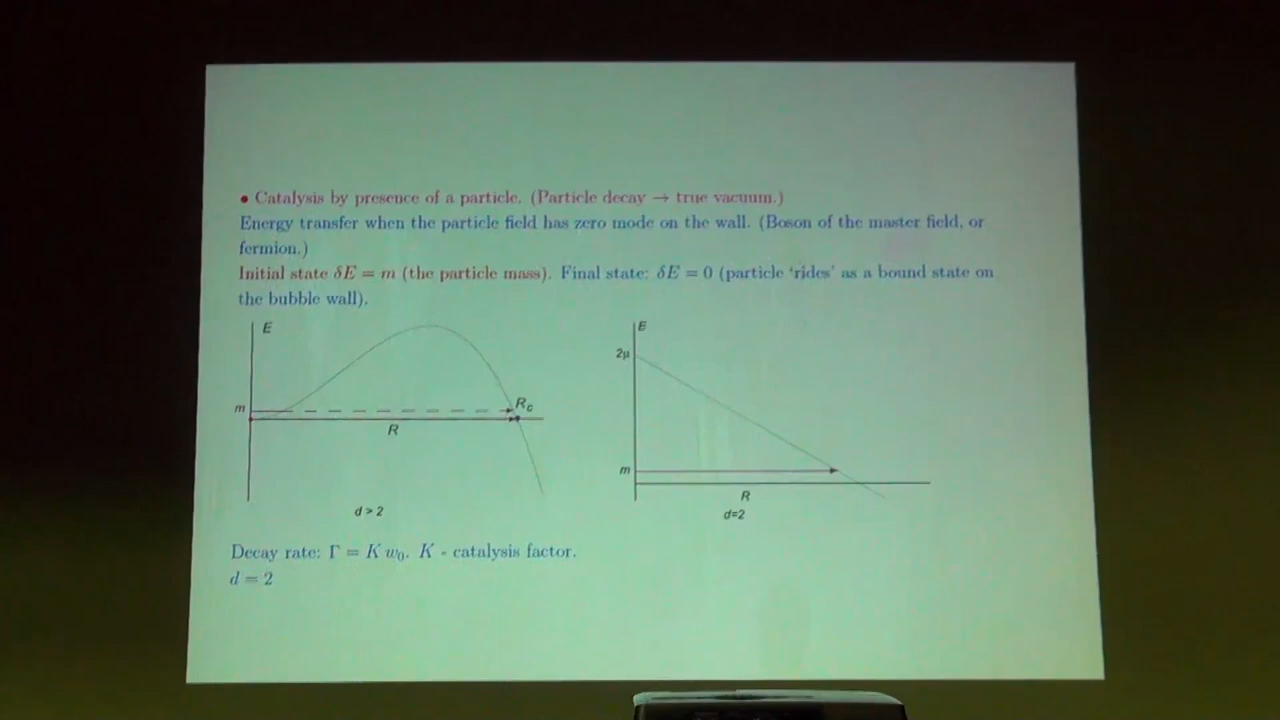 • Catalysis by presence of a particle. (Particle decay → true vacuum.)
Energy transfer when the particle field has zero mode on the wall. (Boson of the master field, or
fermion.)
Initial state δE = m (the particle mass). Final state: δE = 0 (particle ‘rides’ as a bound state on
the bubble wall).
E
m
R_c
R
d > 2
E
2μ
m
R
d=2
Decay rate: Γ = K w₀. K - catalysis factor.
d = 2